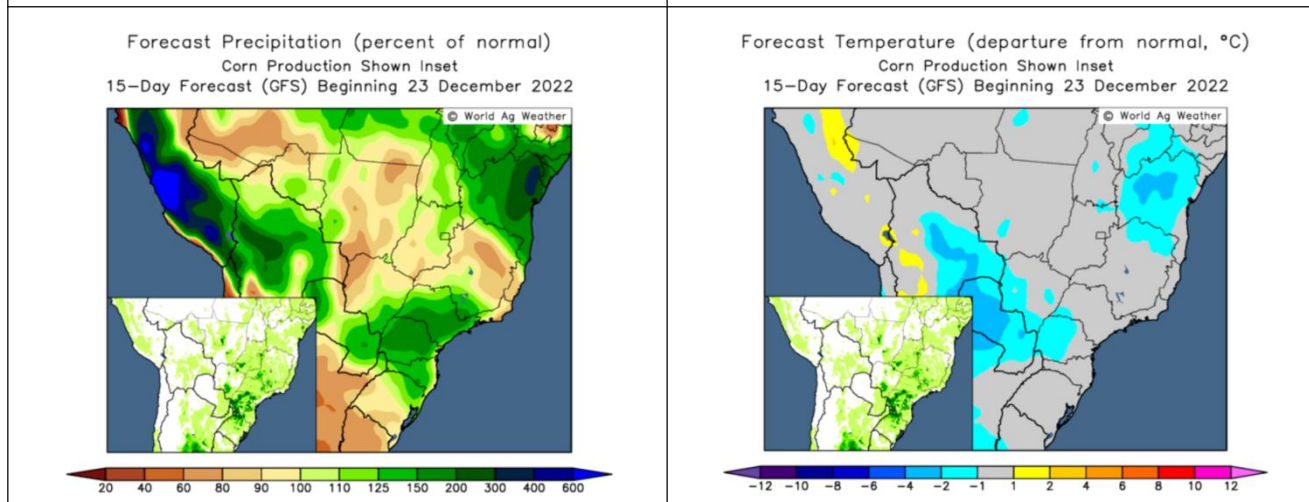 Forecast Precipitation (percent of normal)
Corn Production Shown Inset
15-Day Forecast (GFS) Beginning 23 December 2022
© World Ag Weather
20 40 60 80 90 100 110 125 150 200 300 400 600
Forecast Temperature (departure from normal, °C)
Corn Production Shown Inset
15-Day Forecast (GFS) Beginning 23 December 2022
© World Ag Weather
-12 -10 -8 -6 -4 -2 -1 1 2 4 6 8 10 12